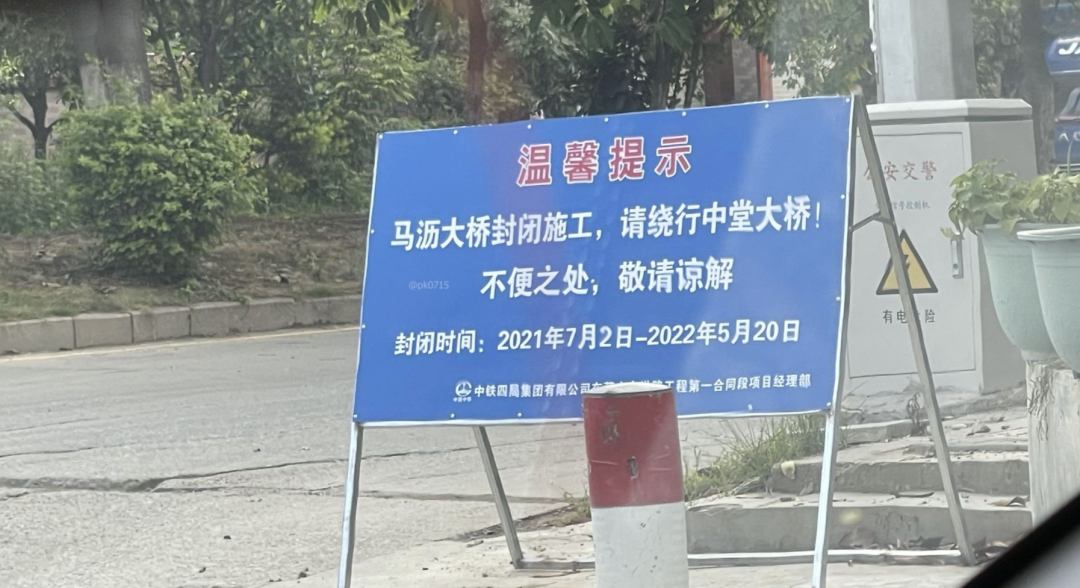 温馨提示
马沥大桥封闭施工，请绕行中堂大桥！
不便之处，敬请谅解
@pk0715
封闭时间：2021年7月2日-2022年5月20日
中铁四局集团有限公司 工程第一合同段项目经理部
安交警
有电 险